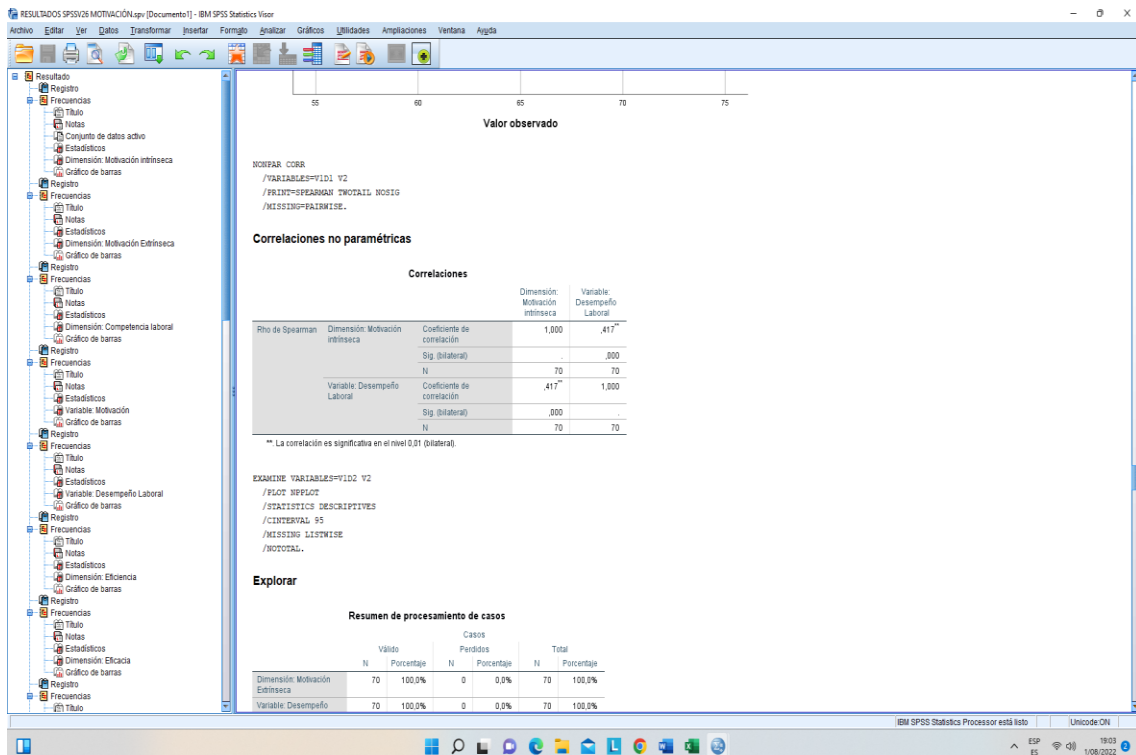 RESULTADOS SPSSV26 MOTIVACIÓN.spv [Documento1] - IBM SPSS Statistics Visor
Archivo Editar Ver Datos Transformar Insertar Formato Analizar Gráficos Utilidades Ampliaciones Ventana Ayuda
Resultado
Registro
Frecuencias
Título
Notas
Conjunto de datos activo
Estadísticos
Dimensión: Motivación intrínseca
Gráfico de barras
Registro
Frecuencias
Título
Notas
Estadísticos
Dimensión: Motivación Extrínseca
Gráfico de barras
Registro
Frecuencias
Título
Notas
Estadísticos
Dimensión: Competencia laboral
Gráfico de barras
Registro
Frecuencias
Título
Notas
Estadísticos
Variable: Motivación
Gráfico de barras
Registro
Frecuencias
Título
Notas
Estadísticos
Variable: Desempeño Laboral
Gráfico de barras
Registro
Frecuencias
Título
Notas
Estadísticos
Dimensión: Eficiencia
Gráfico de barras
Registro
Frecuencias
Título
Notas
Estadísticos
Dimensión: Eficacia
Gráfico de barras
Registro
Frecuencias
Título
55 60 65 70 75
Valor observado
NONPAR CORR
/VARIABLES=V1D1 V2
/PRINT=SPEARMAN TWOTAIL NOSIG
/MISSING=PAIRWISE.
Correlaciones no paramétricas
Correlaciones
Dimensión: Variable:
Motivación Desempeño
intrínseca Laboral
Rho de Spearman Dimensión: Motivación Coeficiente de 1,000 ,417**
intrínseca correlación
Sig. (bilateral) . ,000
N 70 70
Variable: Desempeño Coeficiente de ,417** 1,000
Laboral correlación
Sig. (bilateral) ,000 .
N 70 70
**. La correlación es significativa en el nivel 0,01 (bilateral).
EXAMINE VARIABLES=V1D2 V2
/PLOT NPPLOT
/STATISTICS DESCRIPTIVES
/CINTERVAL 95
/MISSING LISTWISE
/NOTOTAL.
Explorar
Resumen de procesamiento de casos
Casos
Válido Perdidos Total
N Porcentaje N Porcentaje N Porcentaje
Dimensión: Motivación 70 100,0% 0 0,0% 70 100,0%
Extrínseca
Variable: Desempeño 70 100,0% 0 0,0% 70 100,0%
IBM SPSS Statistics Processor está listo Unicode:ON
ESP 19:03
ES 1/08/2022 2